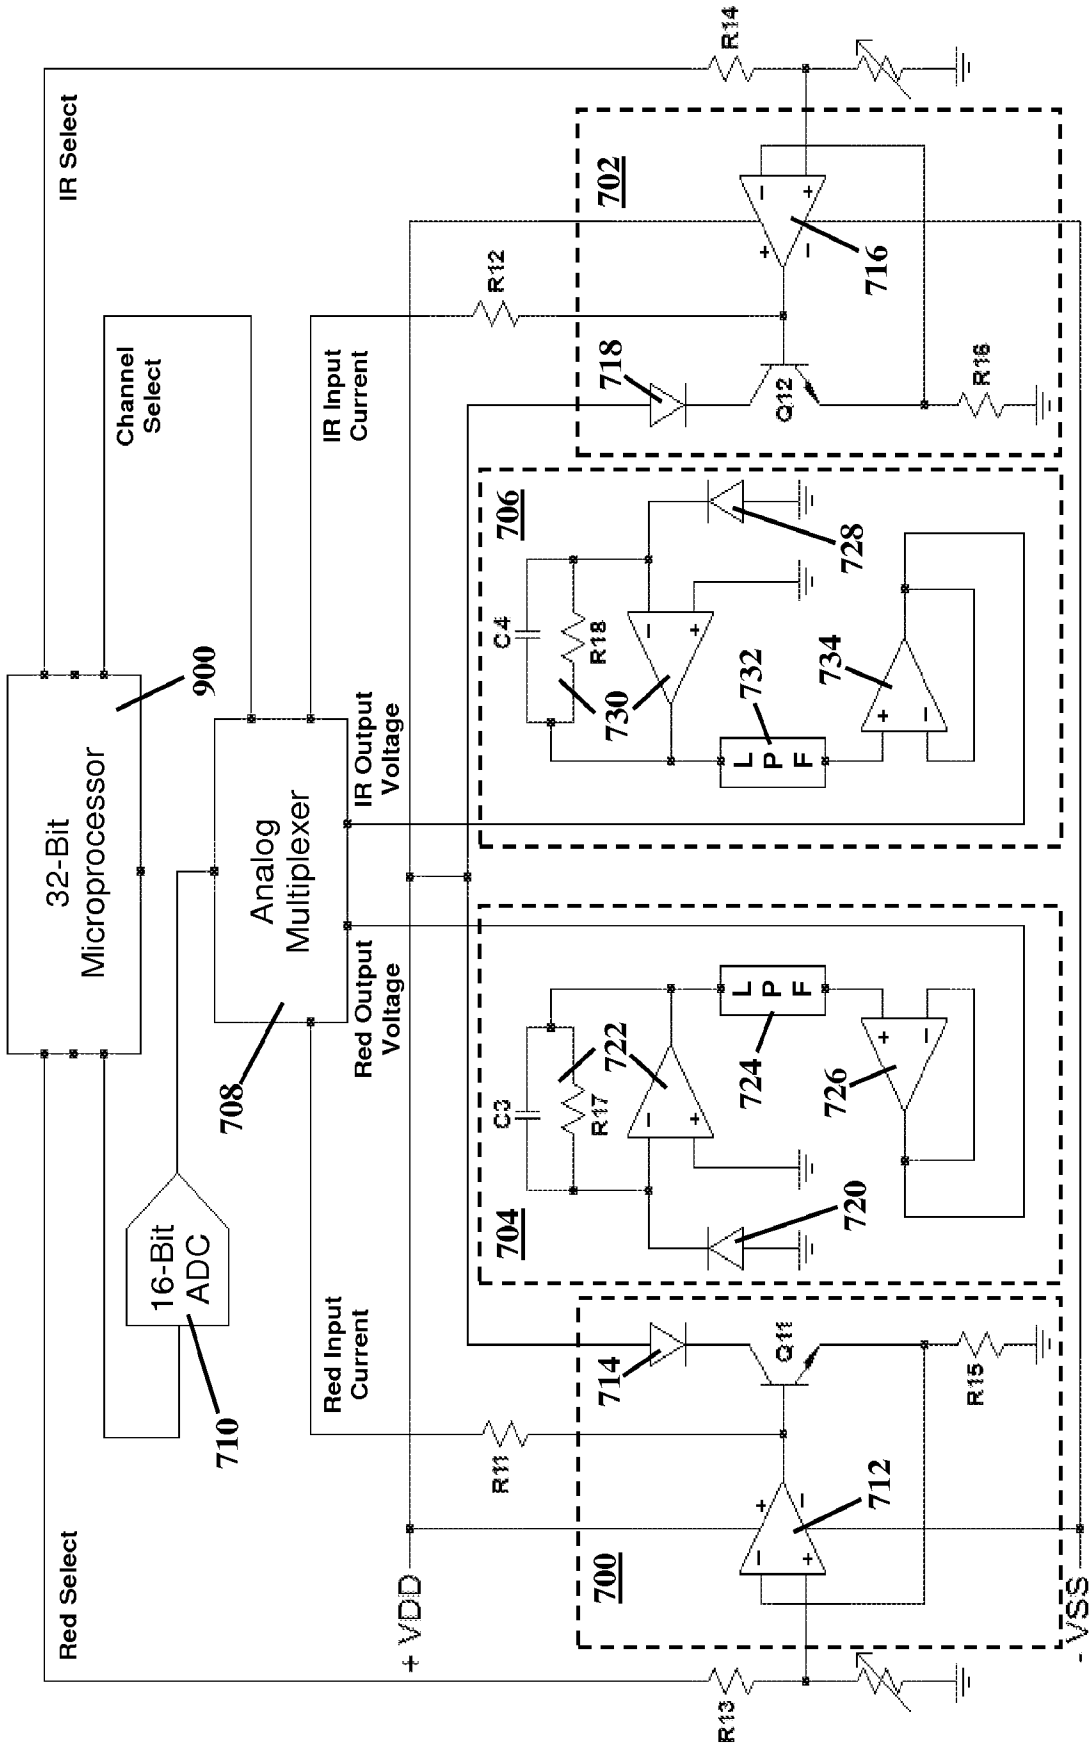 Red Select
IR Select
32-Bit
Microprocessor
900
16-Bit
ADC
710
Channel
Select
Analog
Multiplexer
708
Red Input
Current
Red Output
Voltage
IR Output
Voltage
IR Input
Current
+ VDD
R11
R12
R13
R14
700
714
Q11
+
−
−
+
712
R15
704
C3
R17
722
−
+
720
L
P
F
724
+
−
726
706
C4
R18
730
−
+
728
L
P
F
732
+
−
734
702
718
Q12
+
−
−
+
716
R16
- VSS